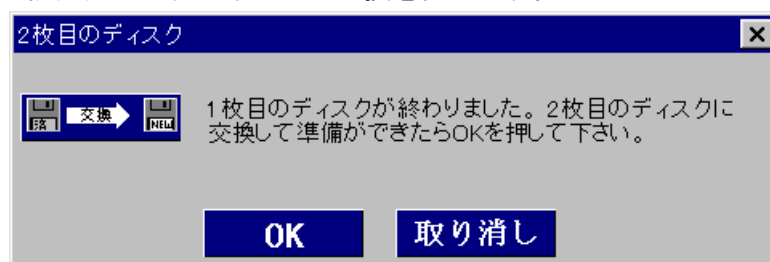 2枚目のディスク
済 交換 NEW
1枚目のディスクが終わりました。2枚目のディスクに
交換して準備ができたらOKを押して下さい。
OK 取り消し